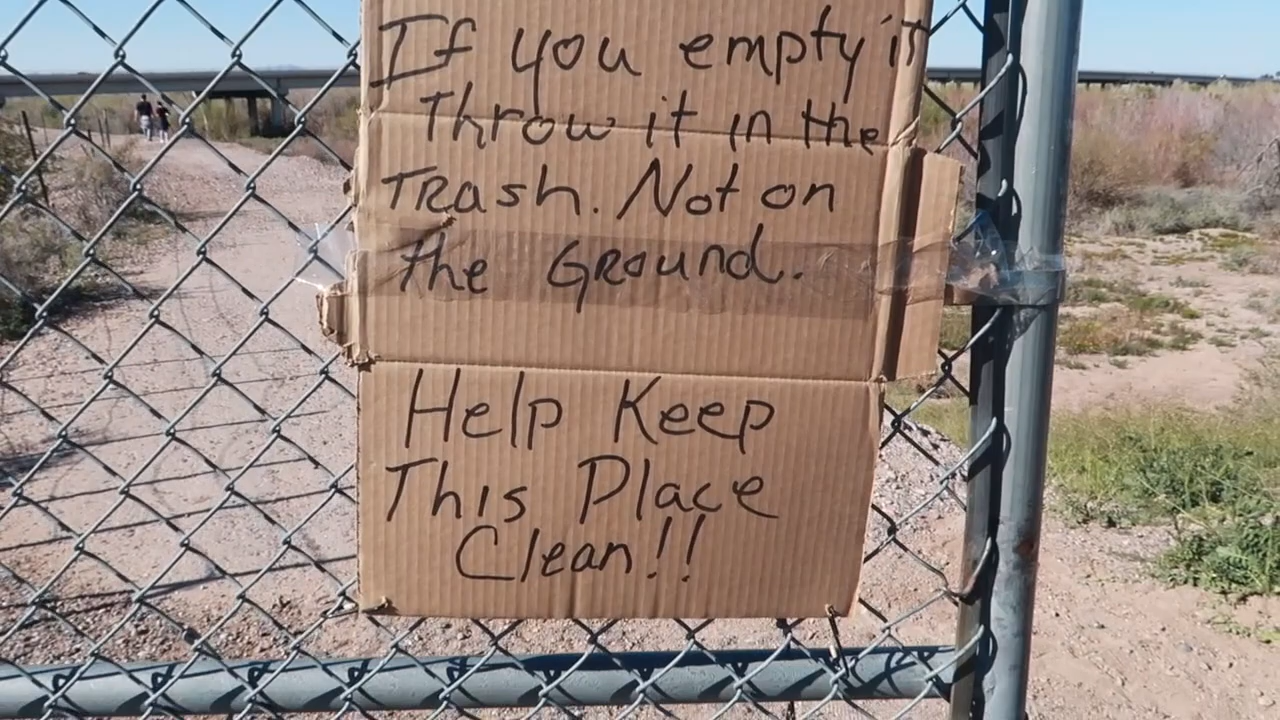 If you empty it
Throw it in the
Trash. Not on
the Ground.
Help Keep
This Place
Clean!!